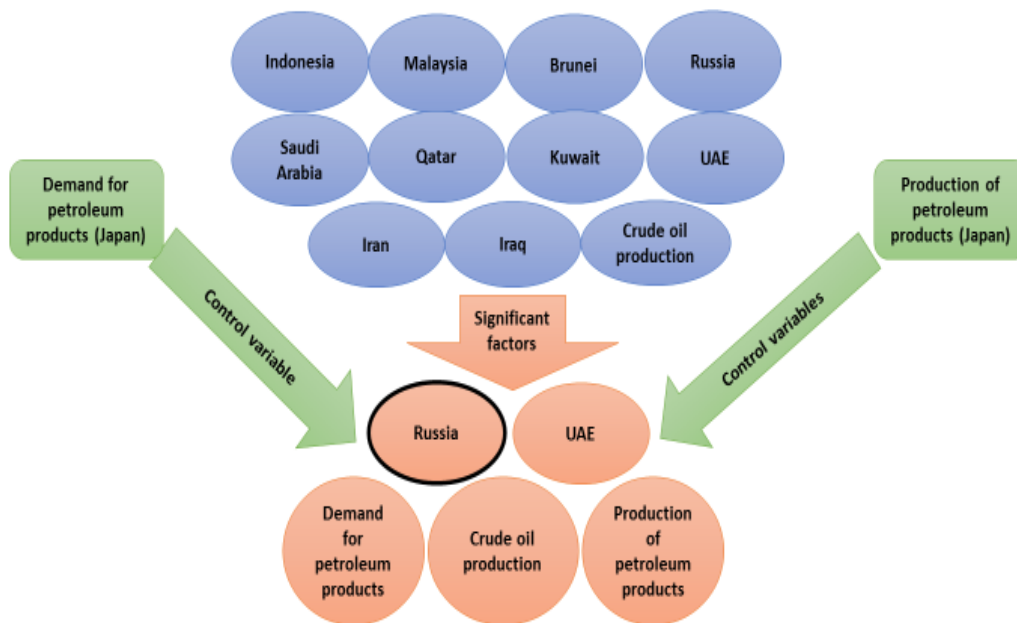 Indonesia
Malaysia
Brunei
Russia
Saudi
Arabia
Qatar
Kuwait
UAE
Demand for
petroleum
products (Japan)
Production of
petroleum
products (Japan)
Iran
Iraq
Crude oil
production
Control variable
Significant
factors
Control variables
Russia
UAE
Demand
for
petroleum
products
Crude oil
production
Production
of
petroleum
products